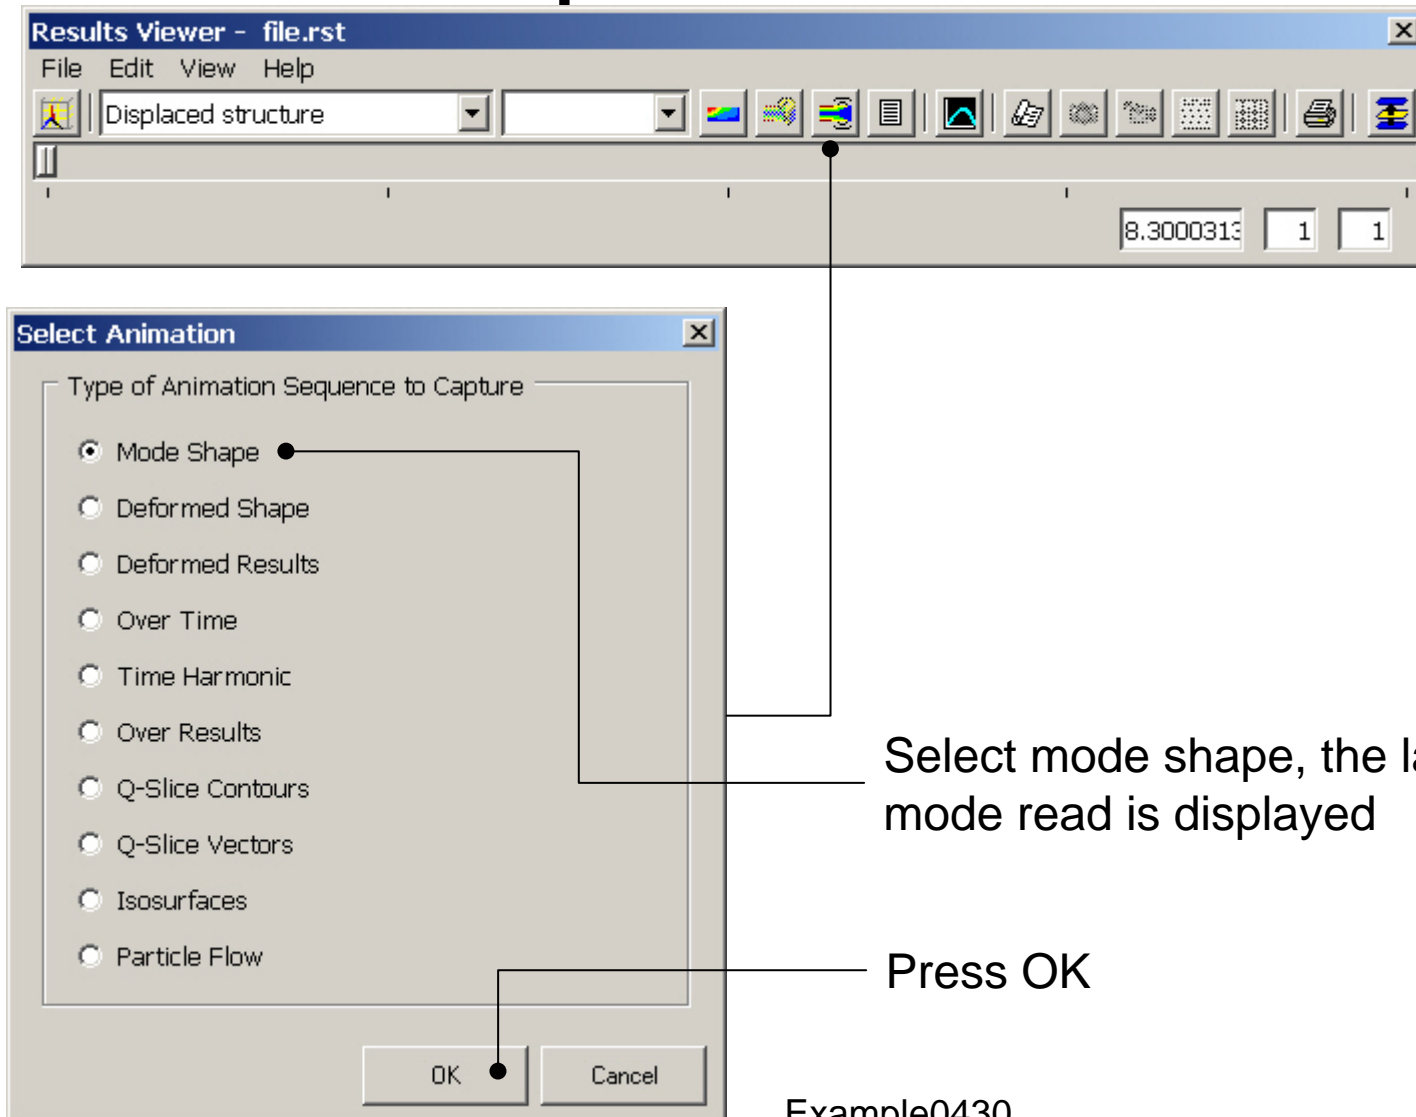 Results Viewer - file.rst
File Edit View Help
Displaced structure
8.3000313
1
1
Select Animation
Type of Animation Sequence to Capture
Mode Shape
Deformed Shape
Deformed Results
Over Time
Time Harmonic
Over Results
Q-Slice Contours
Q-Slice Vectors
Isosurfaces
Particle Flow
OK
Cancel
Select mode shape, the
mode read is displayed
Press OK
Example0430